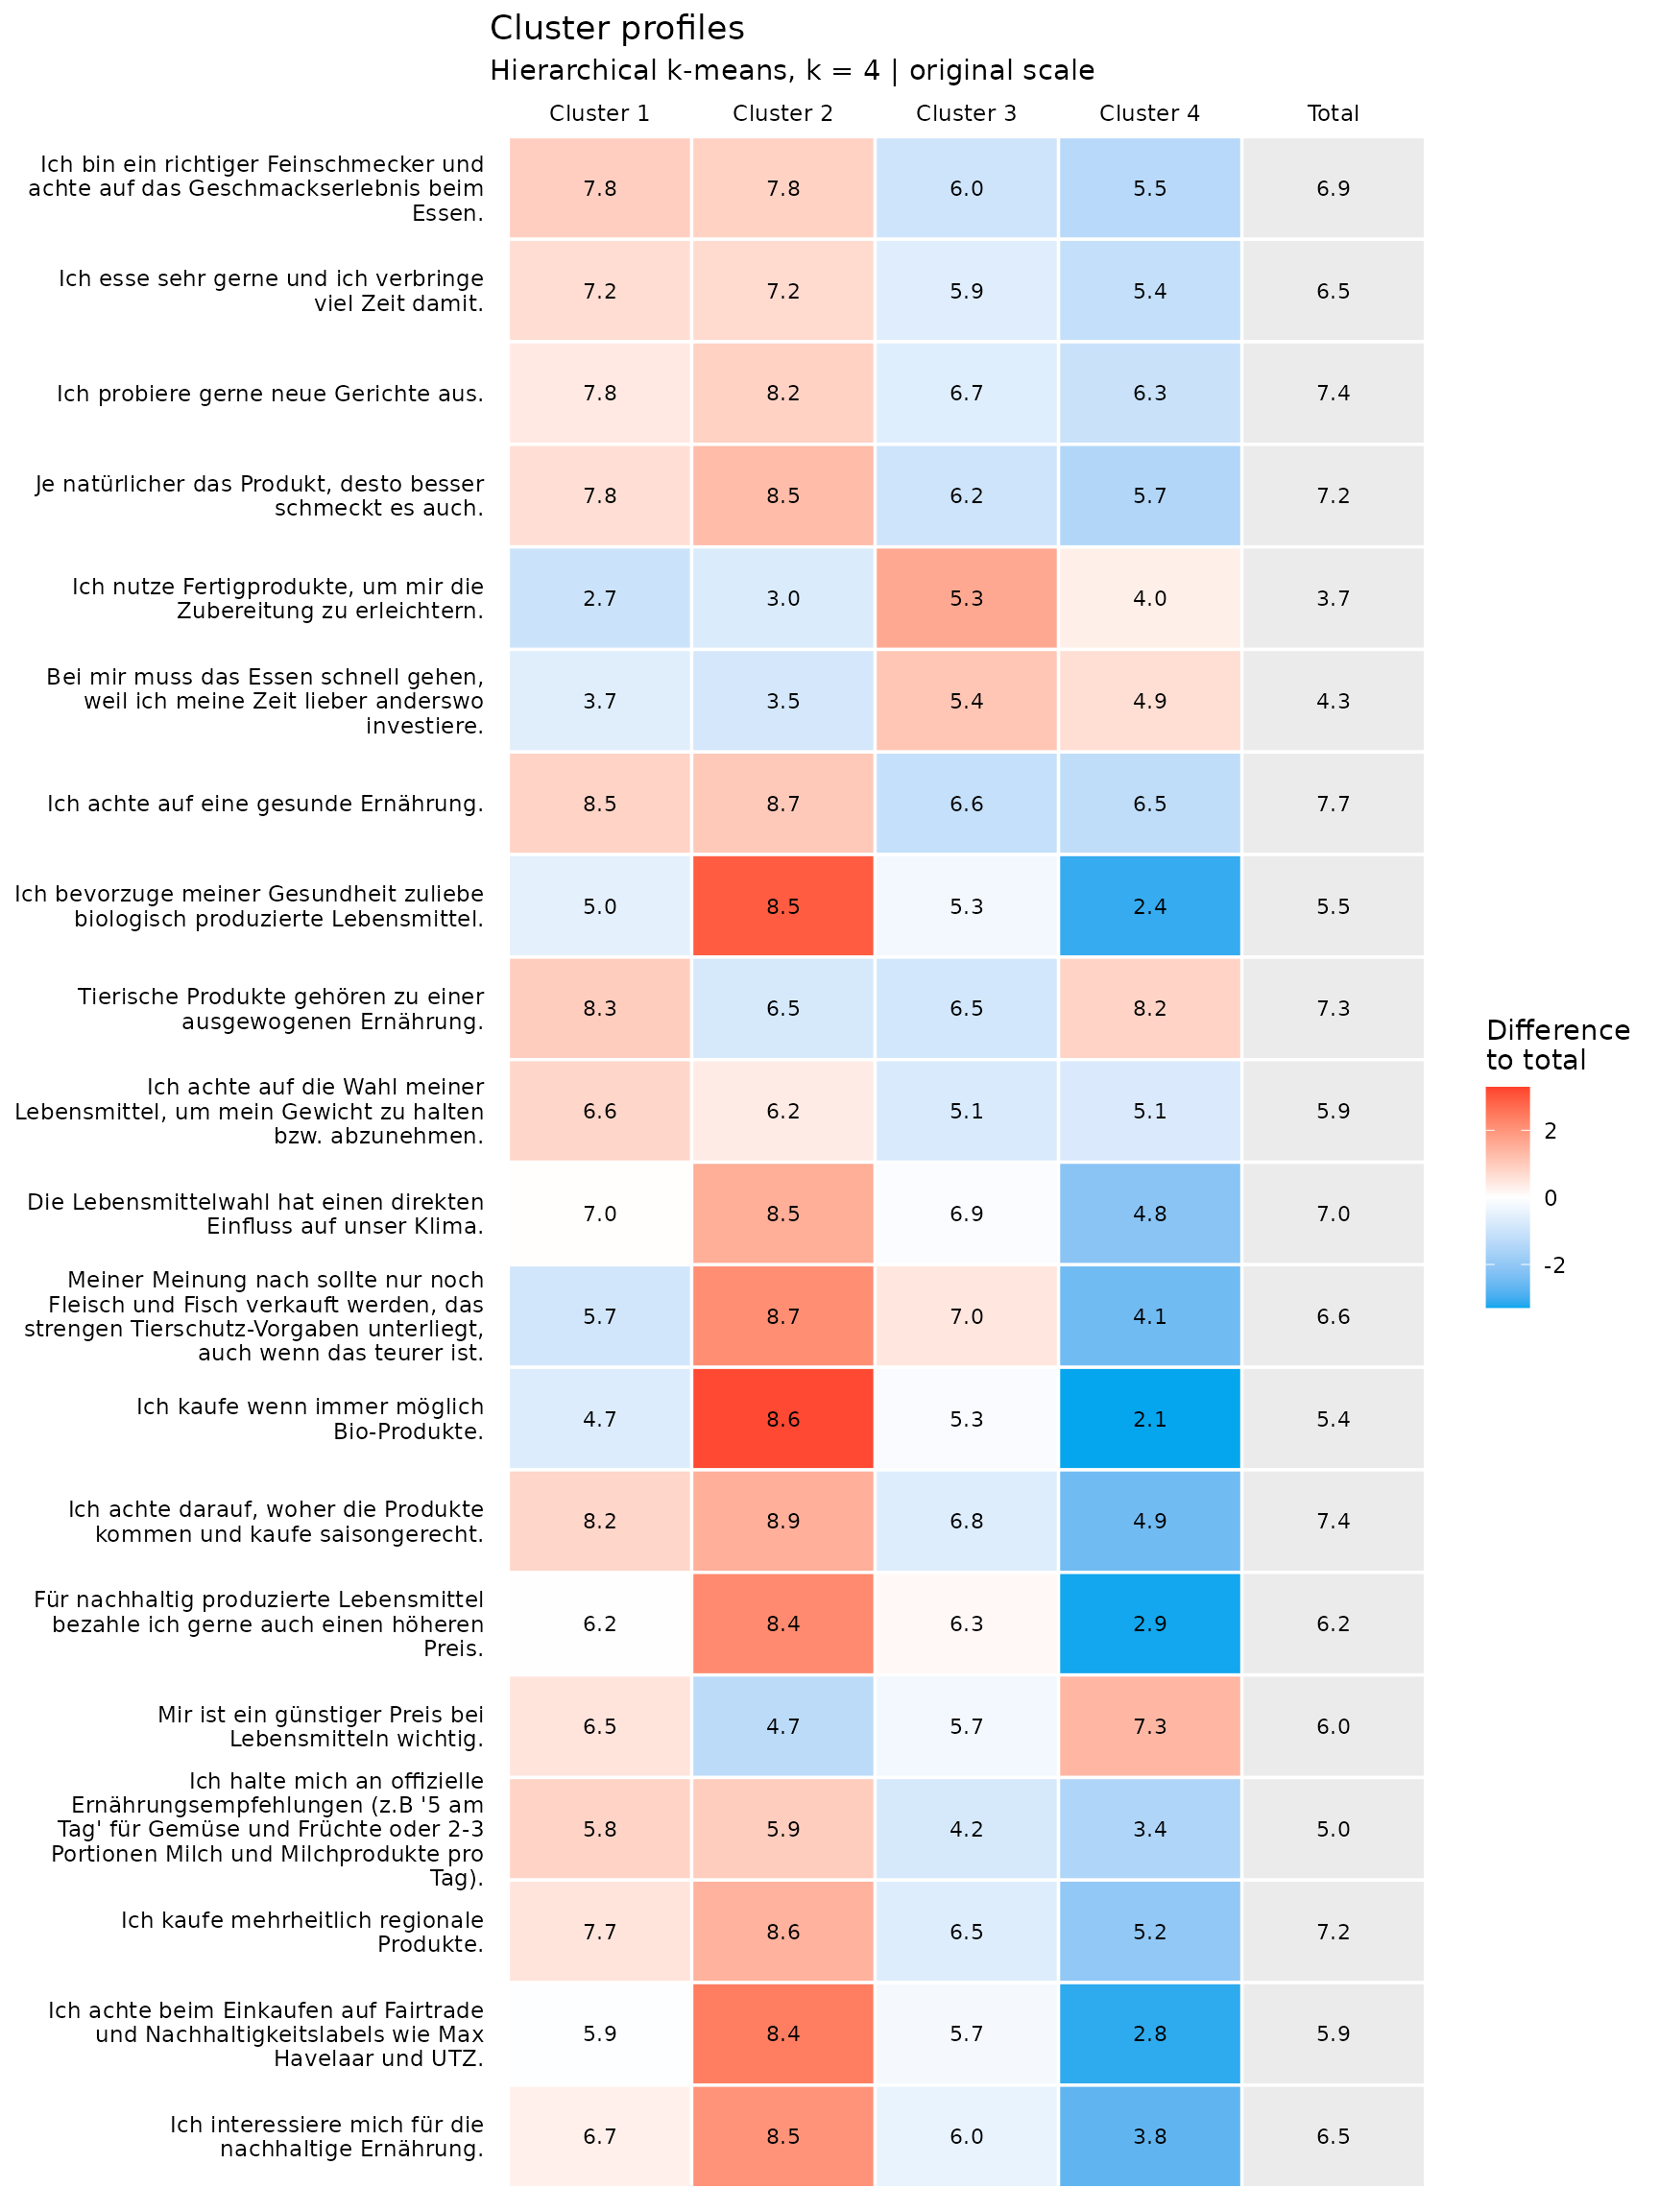 Cluster profiles
Hierarchical k-means, k = 4 | original scale
Cluster 1 Cluster 2 Cluster 3 Cluster 4 Total
Ich bin ein richtiger Feinschmecker und
achte auf das Geschmackserlebnis beim
Essen.
7.8 7.8 6.0 5.5 6.9
Ich esse sehr gerne und ich verbringe
viel Zeit damit.
7.2 7.2 5.9 5.4 6.5
Ich probiere gerne neue Gerichte aus.
7.8 8.2 6.7 6.3 7.4
Je natürlicher das Produkt, desto besser
schmeckt es auch.
7.8 8.5 6.2 5.7 7.2
Ich nutze Fertigprodukte, um mir die
Zubereitung zu erleichtern.
2.7 3.0 5.3 4.0 3.7
Bei mir muss das Essen schnell gehen,
weil ich meine Zeit lieber anderswo
investiere.
3.7 3.5 5.4 4.9 4.3
Ich achte auf eine gesunde Ernährung.
8.5 8.7 6.6 6.5 7.7
Ich bevorzuge meiner Gesundheit zuliebe
biologisch produzierte Lebensmittel.
5.0 8.5 5.3 2.4 5.5
Tierische Produkte gehören zu einer
ausgewogenen Ernährung.
8.3 6.5 6.5 8.2 7.3
Ich achte auf die Wahl meiner
Lebensmittel, um mein Gewicht zu halten
bzw. abzunehmen.
6.6 6.2 5.1 5.1 5.9
Die Lebensmittelwahl hat einen direkten
Einfluss auf unser Klima.
7.0 8.5 6.9 4.8 7.0
Meiner Meinung nach sollte nur noch
Fleisch und Fisch verkauft werden, das
strengen Tierschutz-Vorgaben unterliegt,
auch wenn das teurer ist.
5.7 8.7 7.0 4.1 6.6
Ich kaufe wenn immer möglich
Bio-Produkte.
4.7 8.6 5.3 2.1 5.4
Ich achte darauf, woher die Produkte
kommen und kaufe saisongerecht.
8.2 8.9 6.8 4.9 7.4
Für nachhaltig produzierte Lebensmittel
bezahle ich gerne auch einen höheren
Preis.
6.2 8.4 6.3 2.9 6.2
Mir ist ein günstiger Preis bei
Lebensmitteln wichtig.
6.5 4.7 5.7 7.3 6.0
Ich halte mich an offizielle
Ernährungsempfehlungen (z.B '5 am
Tag' für Gemüse und Früchte oder 2-3
Portionen Milch und Milchprodukte pro
Tag).
5.8 5.9 4.2 3.4 5.0
Ich kaufe mehrheitlich regionale
Produkte.
7.7 8.6 6.5 5.2 7.2
Ich achte beim Einkaufen auf Fairtrade
und Nachhaltigkeitslabels wie Max
Havelaar und UTZ.
5.9 8.4 5.7 2.8 5.9
Ich interessiere mich für die
nachhaltige Ernährung.
6.7 8.5 6.0 3.8 6.5
Difference
to total
2
0
-2